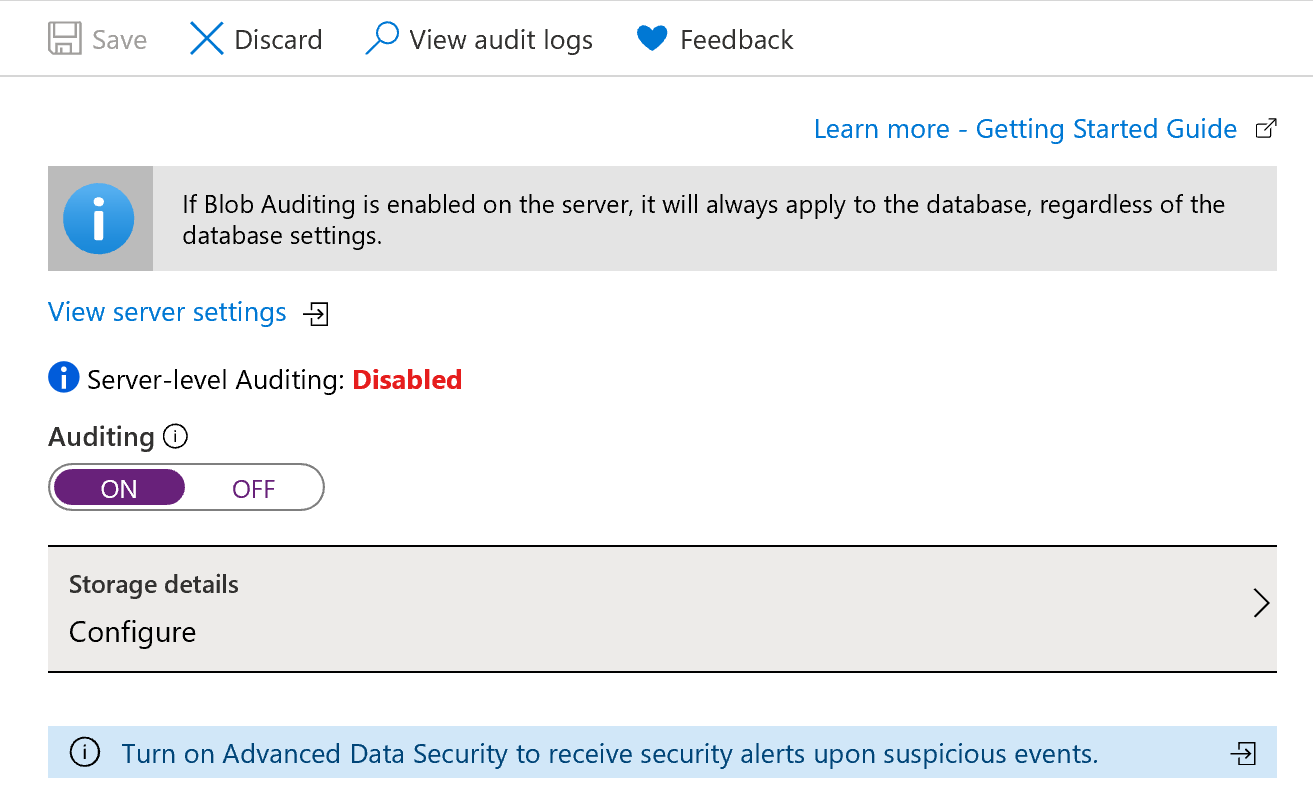 Save Discard View audit logs Feedback
Learn more - Getting Started Guide
If Blob Auditing is enabled on the server, it will always apply to the database, regardless of the
database settings.
View server settings
Server-level Auditing: Disabled
Auditing
ON OFF
Storage details
Configure
Turn on Advanced Data Security to receive security alerts upon suspicious events.